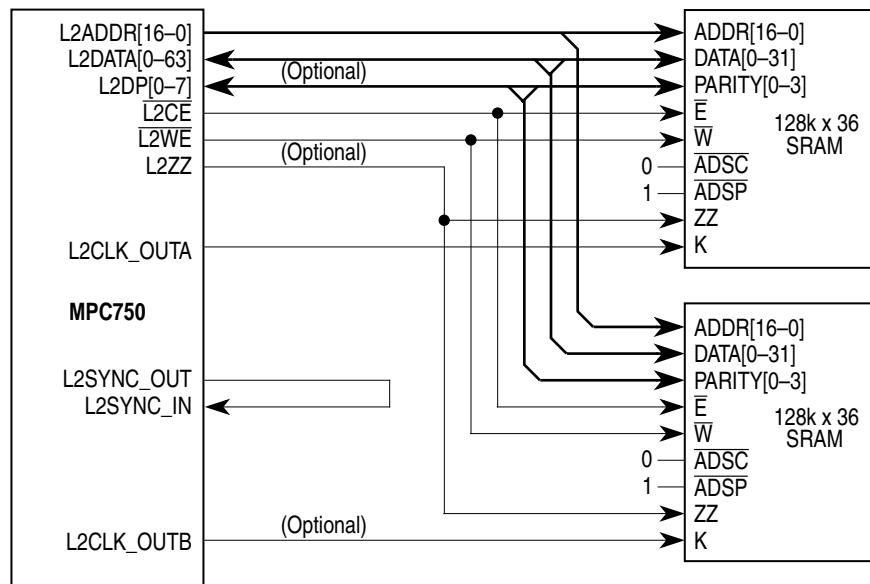 L2ADDR[16–0]
L2DATA[0–63]
(Optional)
L2DP[0–7]
L2CE
L2WE
(Optional)
L2ZZ
L2CLK_OUTA
MPC750
L2SYNC_OUT
L2SYNC_IN
(Optional)
L2CLK_OUTB
ADDR[16–0]
DATA[0–31]
PARITY[0–3]
E
128k x 36
W
SRAM
0
ADSC
1
ADSP
ZZ
K
ADDR[16–0]
DATA[0–31]
PARITY[0–3]
E
128k x 36
W
SRAM
0
ADSC
1
ADSP
ZZ
K